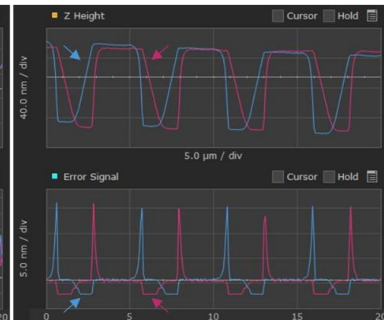 Z Height
Cursor
Hold
40.0 nm / div
5.0 µm / div
Error Signal
Cursor
Hold
5.0 nm / div
20
0
5
10
15
20